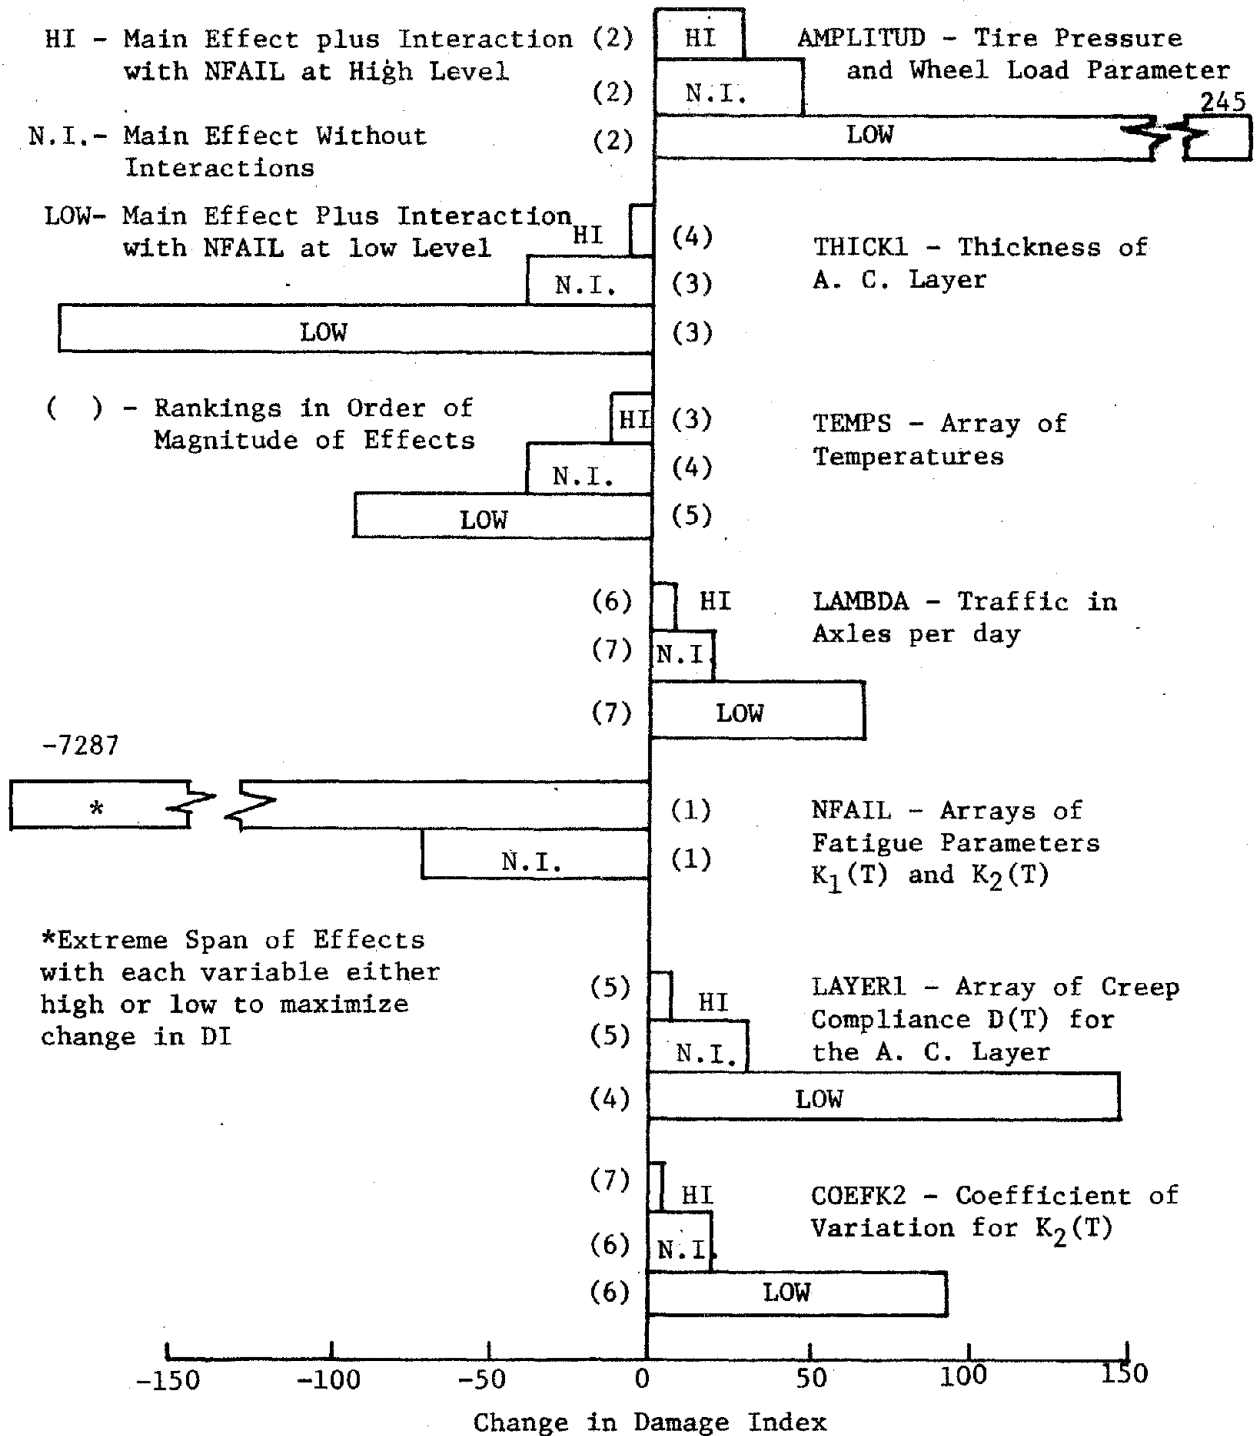 HI - Main Effect plus Interaction (2) HI AMPLITUD - Tire Pressure
with NFAIL at High Level and Wheel Load Parameter
(2) N.I.
245
N.I.- Main Effect Without (2) LOW
Interactions
LOW- Main Effect Plus Interaction
with NFAIL at low Level HI (4) THICK1 - Thickness of
N.I. (3) A. C. Layer
LOW (3)
( ) - Rankings in Order of HI (3) TEMPS - Array of
Magnitude of Effects N.I. (4) Temperatures
LOW (5)
(6) HI LAMBDA - Traffic in
(7) N.I. Axles per day
(7) LOW
-7287
* (1) NFAIL - Arrays of
Fatigue Parameters
N.I. (1) K1(T) and K2(T)
*Extreme Span of Effects
with each variable either
high or low to maximize
change in DI
(5) HI LAYER1 - Array of Creep
Compliance D(T) for
(5) N.I. the A. C. Layer
(4) LOW
(7) HI COEFK2 - Coefficient of
Variation for K2(T)
(6) N.I.
(6) LOW
-150 -100 -50 0 50 100 150
Change in Damage Index